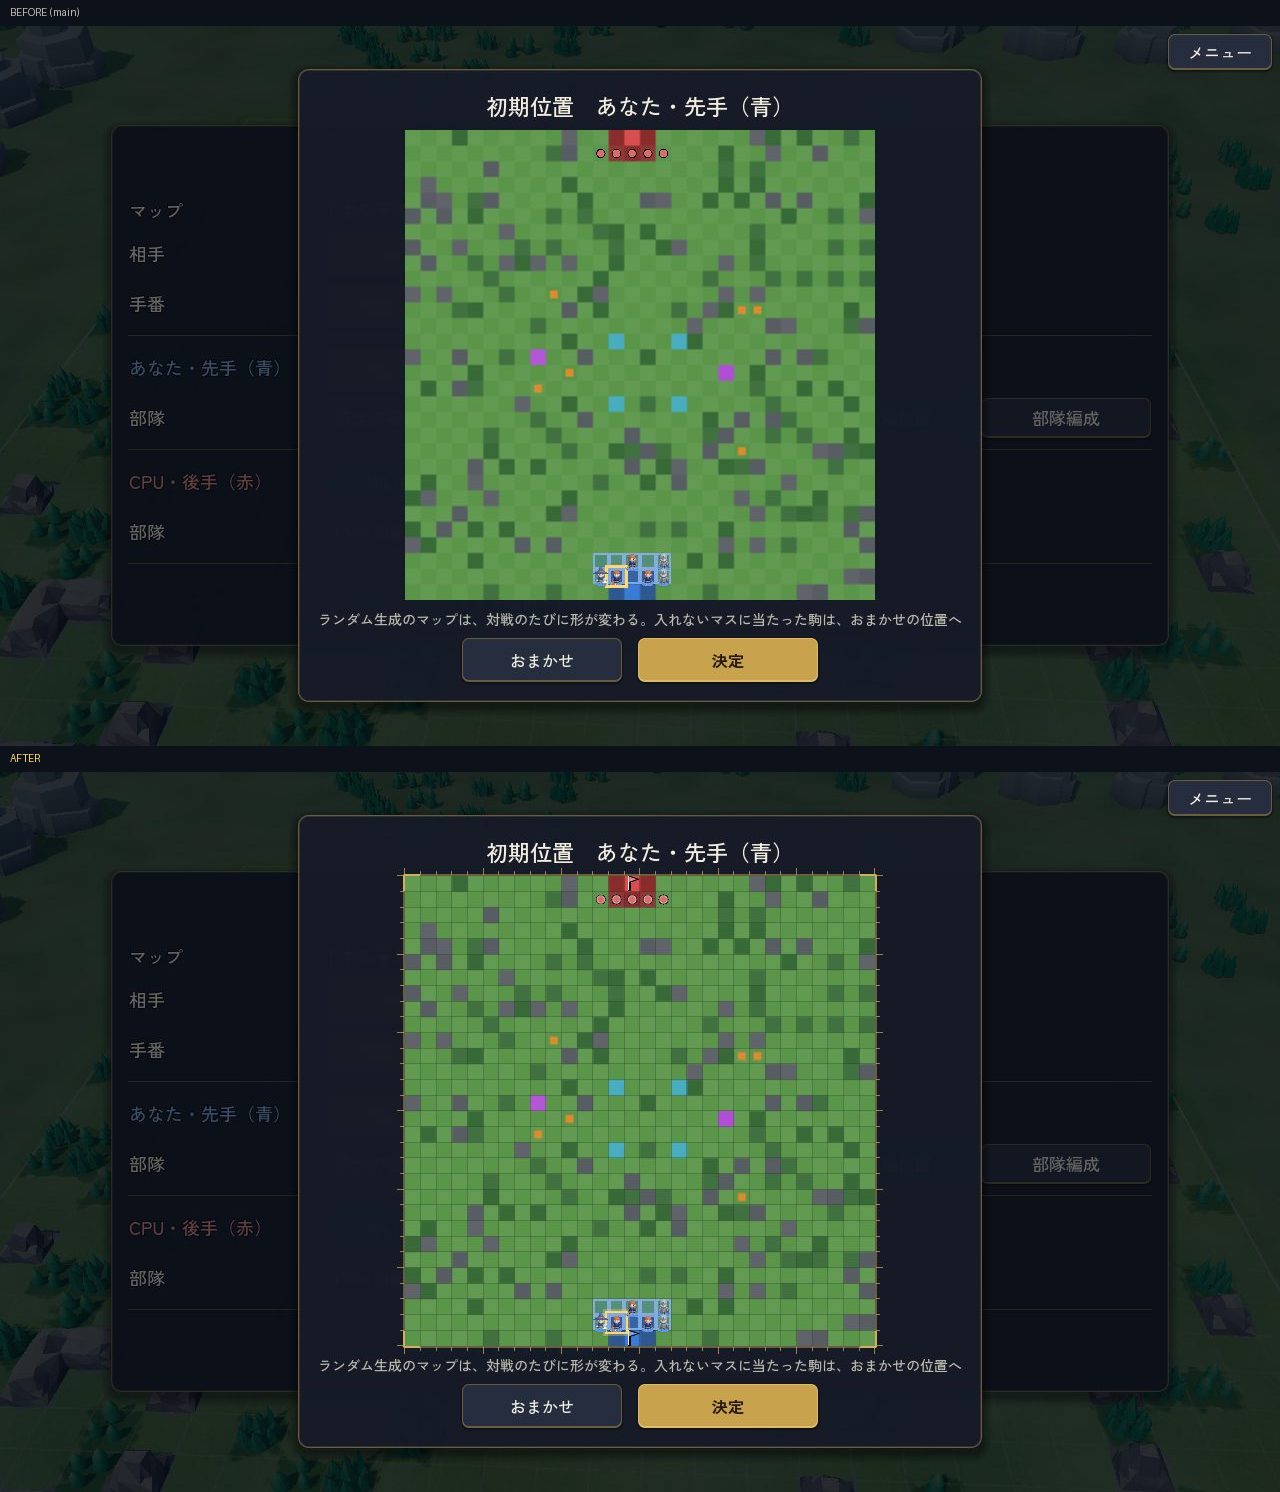 BEFORE (main)
メニュー
初期位置 あなた・先手（青）
マップ
相手
手番
あなた・先手（青）
部隊
部隊編成
CPU・後手（赤）
部隊
ランダム生成のマップは、対戦のたびに形が変わる。入れないマスに当たった駒は、おまかせの位置へ
おまかせ
決定
AFTER
メニュー
初期位置 あなた・先手（青）
マップ
相手
手番
あなた・先手（青）
部隊
部隊編成
CPU・後手（赤）
部隊
ランダム生成のマップは、対戦のたびに形が変わる。入れないマスに当たった駒は、おまかせの位置へ
おまかせ
決定